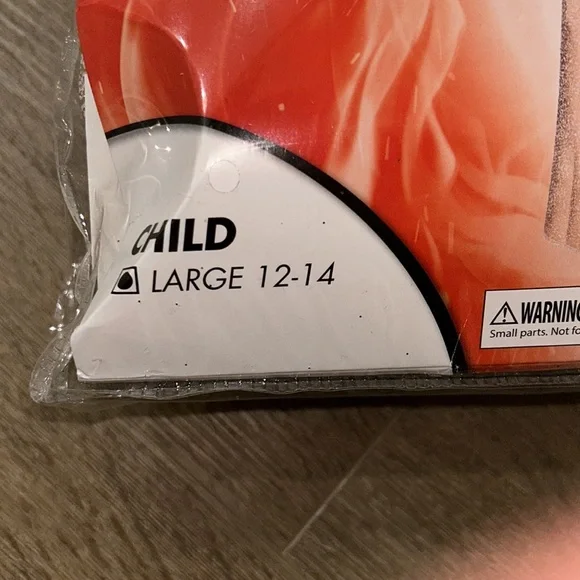 CHILD
LARGE 12-14
WARNING
Small parts. Not fo